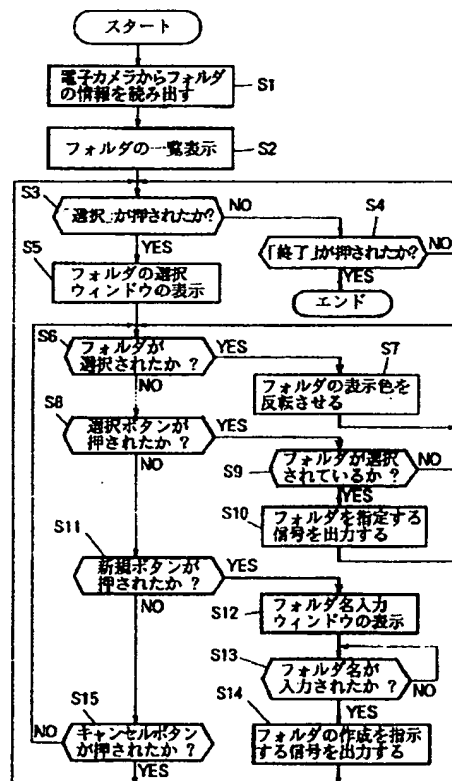 スタート
電子カメラからフォルダ
の情報を読み出す
S1
フォルダの一覧表示
S2
S3
「選択」が押されたか?
NO
S4
YES
「終了」が押されたか?
NO
S5
フォルダの選択
ウィンドウの表示
YES
エンド
S6
フォルダが
選択されたか ?
YES
S7
NO
フォルダの表示色を
反転させる
S8
選択ボタンが
押されたか ?
YES
NO
フォルダが選択
されているか ?
NO
S9
YES
S10
フォルダを指定する
信号を出力する
S11
新規ボタンが
押されたか ?
YES
NO
S12
フォルダ名入力
ウィンドウの表示
S13
フォルダ名が
入力されたか ?
NO
YES
S14
フォルダの作成を指示
する信号を出力する
S15
NO
キャンセルボタン
が押されたか ?
YES